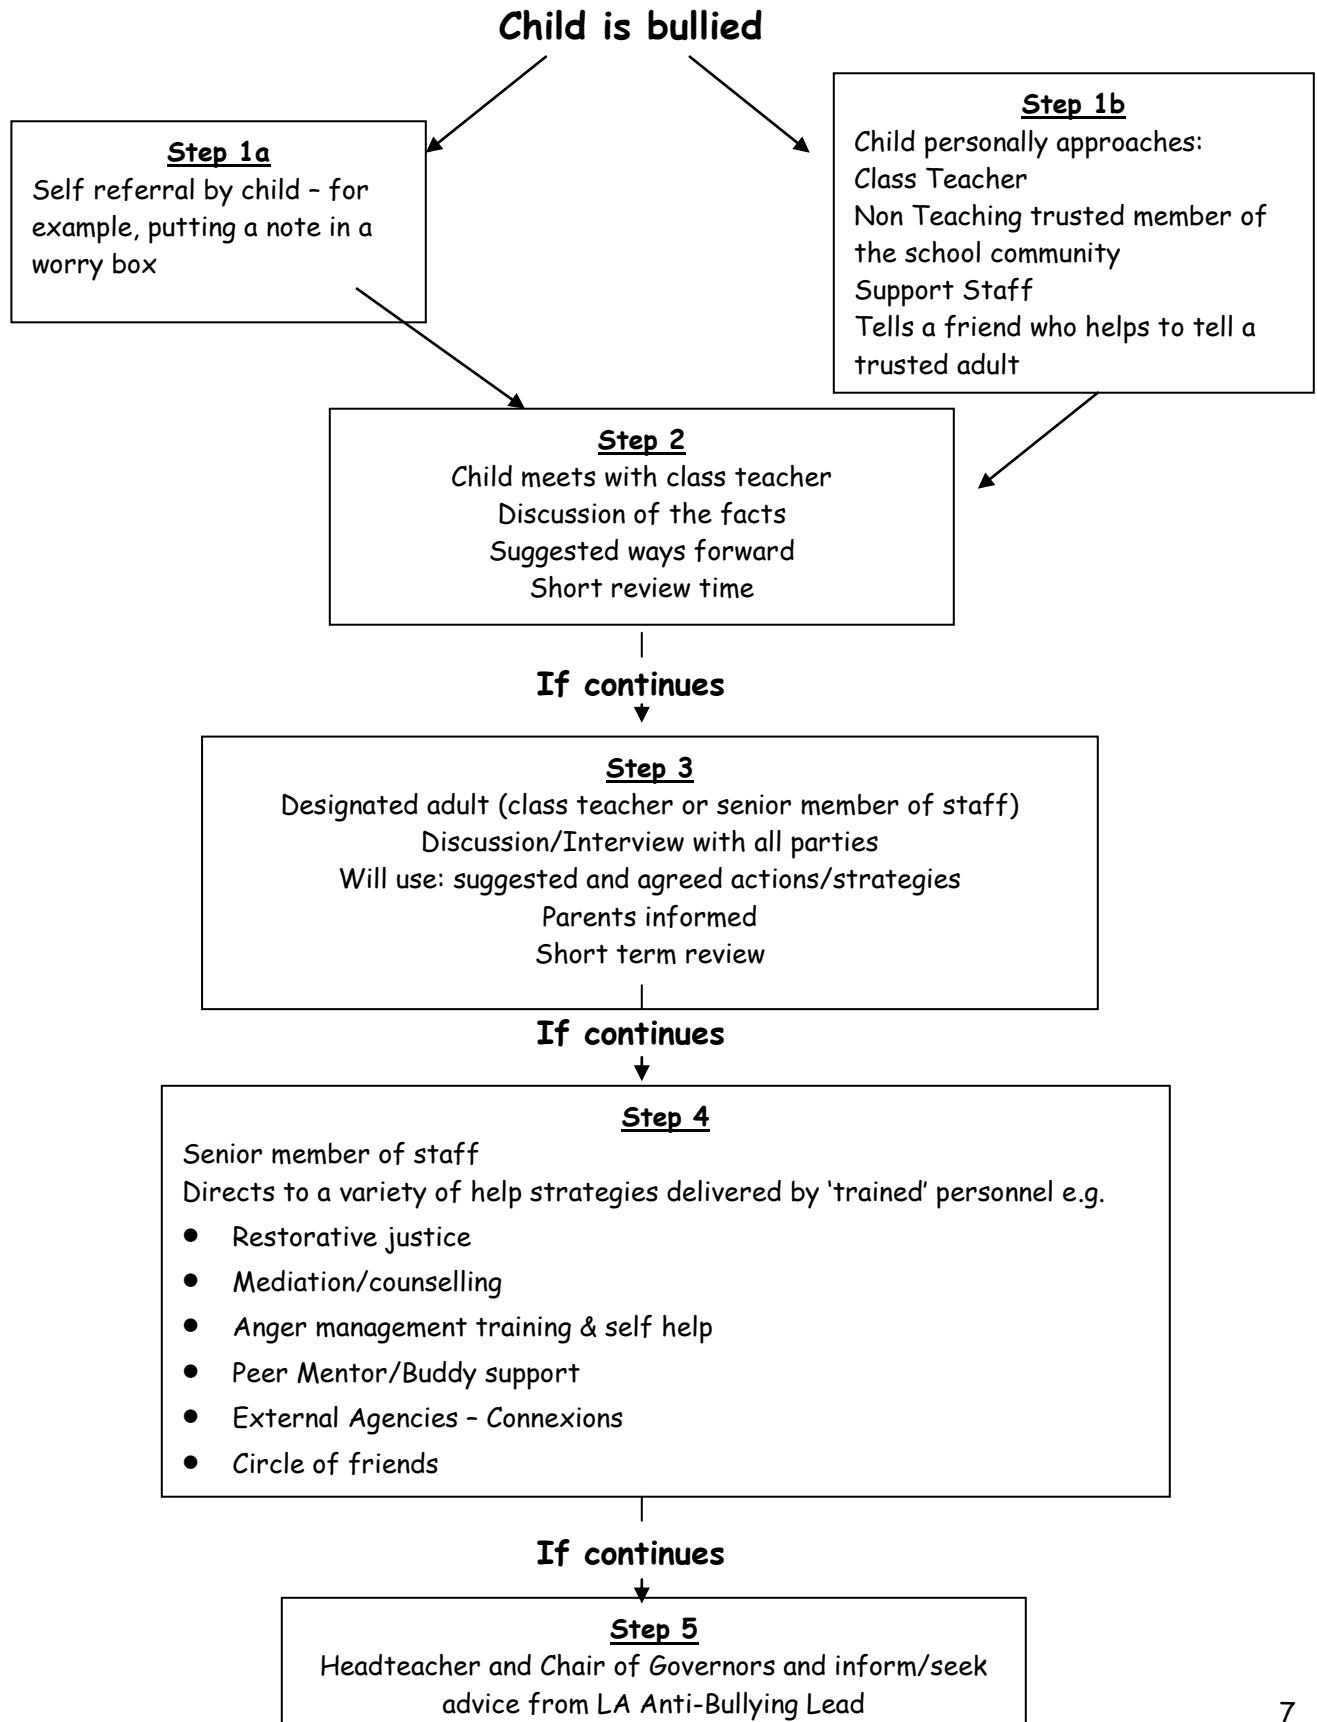 Child is bullied
Step 1a
Self referral by child – for
example, putting a note in a
worry box
Step 1b
Child personally approaches:
Class Teacher
Non Teaching trusted member of
the school community
Support Staff
Tells a friend who helps to tell a
trusted adult
Step 2
Child meets with class teacher
Discussion of the facts
Suggested ways forward
Short review time
If continues
Step 3
Designated adult (class teacher or senior member of staff)
Discussion/Interview with all parties
Will use: suggested and agreed actions/strategies
Parents informed
Short term review
If continues
Step 4
Senior member of staff
Directs to a variety of help strategies delivered by ‘trained’ personnel e.g.
● Restorative justice
● Mediation/counselling
● Anger management training & self help
● Peer Mentor/Buddy support
● External Agencies – Connexions
● Circle of friends
If continues
Step 5
Headteacher and Chair of Governors and inform/seek
advice from LA Anti-Bullying Lead
7